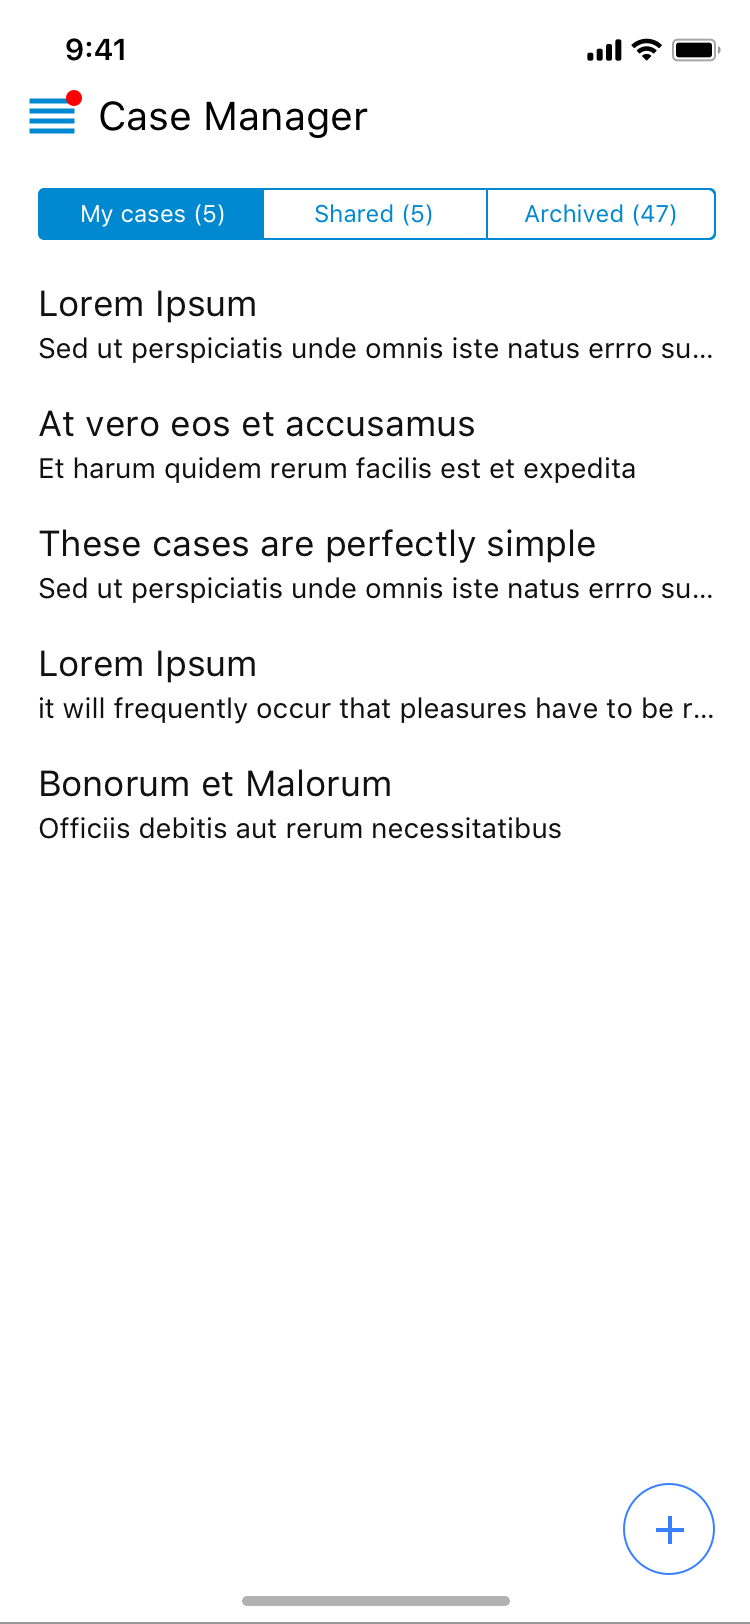 9:41
Case Manager
My cases (5) Shared (5) Archived (47)
Lorem Ipsum
Sed ut perspiciatis unde omnis iste natus errro su...
At vero eos et accusamus
Et harum quidem rerum facilis est et expedita
These cases are perfectly simple
Sed ut perspiciatis unde omnis iste natus errro su...
Lorem Ipsum
it will frequently occur that pleasures have to be r...
Bonorum et Malorum
Officiis debitis aut rerum necessitatibus